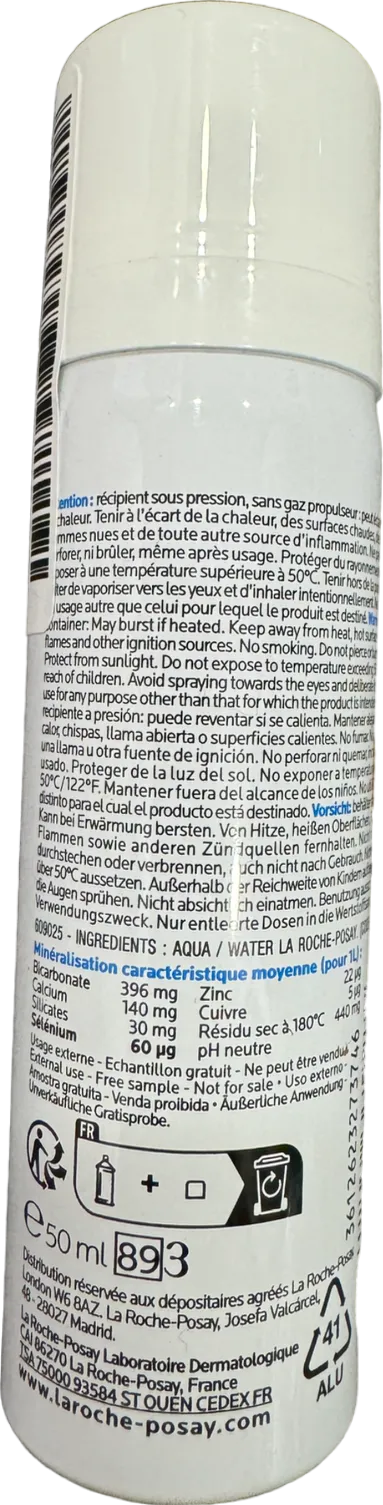 ention : récipient sous pression, sans gaz propulseur : peut
chaleur. Tenir à l'écart de la chaleur, des surfaces chaudes,
mmes nues et de toute autre source d'inflammation. Ne
rforer, ni brûler, même après usage. Protéger du rayonnem
poser à une température supérieure à 50°C. Tenir hors de la
iter de vaporiser vers les yeux et d'inhaler intentionnellement.
usage autre que celui pour lequel le produit est destiné.
ontainer: May burst if heated. Keep away from heat, hot surf
flames and other ignition sources. No smoking. Do not pierce or
Protect from sunlight. Do not expose to temperature exceeding
reach of children. Avoid spraying towards the eyes and deliberate
use for any purpose other than that for which the product is intende
recipiente a presión: puede reventar si se calienta. Mantener
calor, chispas, llama abierta o superficies calientes. No fumar.
una llama u otra fuente de ignición. No perforar ni quemar,
usado. Proteger de la luz del sol. No exponer a temperat
50°C/122°F. Mantener fuera del alcance de los niños. No
distinto para el cual el producto está destinado. Vorsicht: behälter
Kann bei Erwärmung bersten. Von Hitze, heißen Oberflächen
Flammen sowie anderen Zündquellen fernhalten. Nicht
durchstechen oder verbrennen, auch nicht nach Gebrauch.
über 50°C aussetzen. Außerhalb der Reichweite von Kindern
die Augen sprühen. Nicht absichtlich einatmen. Benutzung
Verwendungszweck. Nur entleerte Dosen in die Wertstoff
609025 - INGREDIENTS : AQUA / WATER LA ROCHE-POSAY.
Minéralisation caractéristique moyenne (pour 1L) :
Bicarbonate 396 mg Zinc 22 µg
Calcium 140 mg Cuivre 5 µg
Silicates 30 mg Résidu sec à 180°C 440 mg
Sélénium 60 µg pH neutre
Usage externe - Echantillon gratuit - Ne peut être vendu •
External use - Free sample - Not for sale • Uso externo -
Amostra gratuita - Venda proibida • Äußerliche Anwendung -
Unverkäufliche Gratisprobe.
FR
+
e 50 ml 893
3612623275746
Distribution réservée aux dépositaires agréés La Roche-Posay
London W6 8AZ. La Roche-Posay, Josefa Valcárcel,
48 - 28027 Madrid.
La Roche-Posay Laboratoire Dermatologique
CAI 86270 La Roche-Posay, France
TSA 75000 93584 ST OUEN CEDEX FR
www.laroche-posay.com
41
ALU